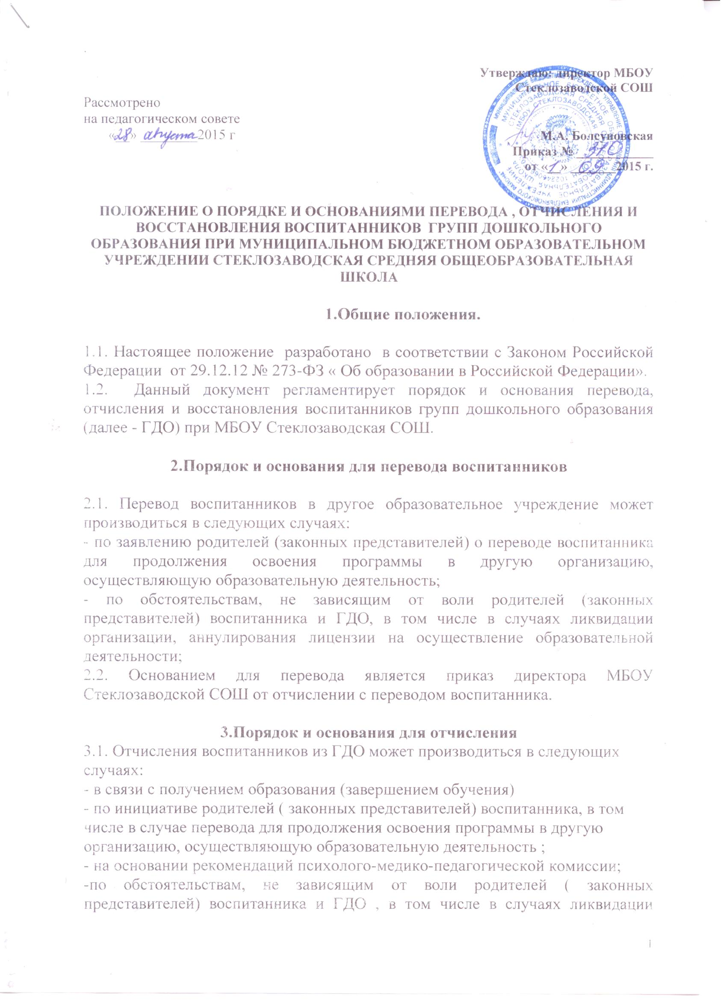 Утверждаю: директор МБОУ
Стеклозаводской СОШ
Рассмотрено
на педагогическом совете
«28» августа 2015 г
М.А. Болсуновская
Приказ № 370
от «1» 09 2015 г.
ПОЛОЖЕНИЕ О ПОРЯДКЕ И ОСНОВАНИЯМИ ПЕРЕВОДА , ОТЧИСЛЕНИЯ И
ВОССТАНОВЛЕНИЯ ВОСПИТАННИКОВ ГРУПП ДОШКОЛЬНОГО
ОБРАЗОВАНИЯ ПРИ МУНИЦИПАЛЬНОМ БЮДЖЕТНОМ ОБРАЗОВАТЕЛЬНОМ
УЧРЕЖДЕНИИ СТЕКЛОЗАВОДСКАЯ СРЕДНЯЯ ОБЩЕОБРАЗОВАТЕЛЬНАЯ
ШКОЛА
1.Общие положения.
1.1. Настоящее положение разработано в соответствии с Законом Российской
Федерации от 29.12.12 № 273-ФЗ « Об образовании в Российской Федерации».
1.2. Данный документ регламентирует порядок и основания перевода,
отчисления и восстановления воспитанников групп дошкольного образования
(далее - ГДО) при МБОУ Стеклозаводская СОШ.
2.Порядок и основания для перевода воспитанников
2.1. Перевод воспитанников в другое образовательное учреждение может
производиться в следующих случаях:
- по заявлению родителей (законных представителей) о переводе воспитанника
для продолжения освоения программы в другую организацию,
осуществляющую образовательную деятельность;
- по обстоятельствам, не зависящим от воли родителей (законных
представителей) воспитанника и ГДО, в том числе в случаях ликвидации
организации, аннулирования лицензии на осуществление образовательной
деятельности;
2.2. Основанием для перевода является приказ директора МБОУ
Стеклозаводской СОШ от отчислении с переводом воспитанника.
3.Порядок и основания для отчисления
3.1. Отчисления воспитанников из ГДО может производиться в следующих
случаях:
- в связи с получением образования (завершением обучения)
- по инициативе родителей ( законных представителей) воспитанника, в том
числе в случае перевода для продолжения освоения программы в другую
организацию, осуществляющую образовательную деятельность ;
- на основании рекомендаций психолого-медико-педагогической комиссии;
-по обстоятельствам, не зависящим от воли родителей ( законных
представителей) воспитанника и ГДО , в том числе в случаях ликвидации
1